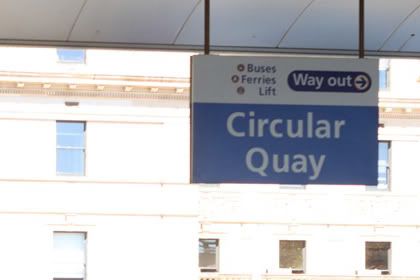 Buses
Ferries
Lift
Way out
Circular
Quay